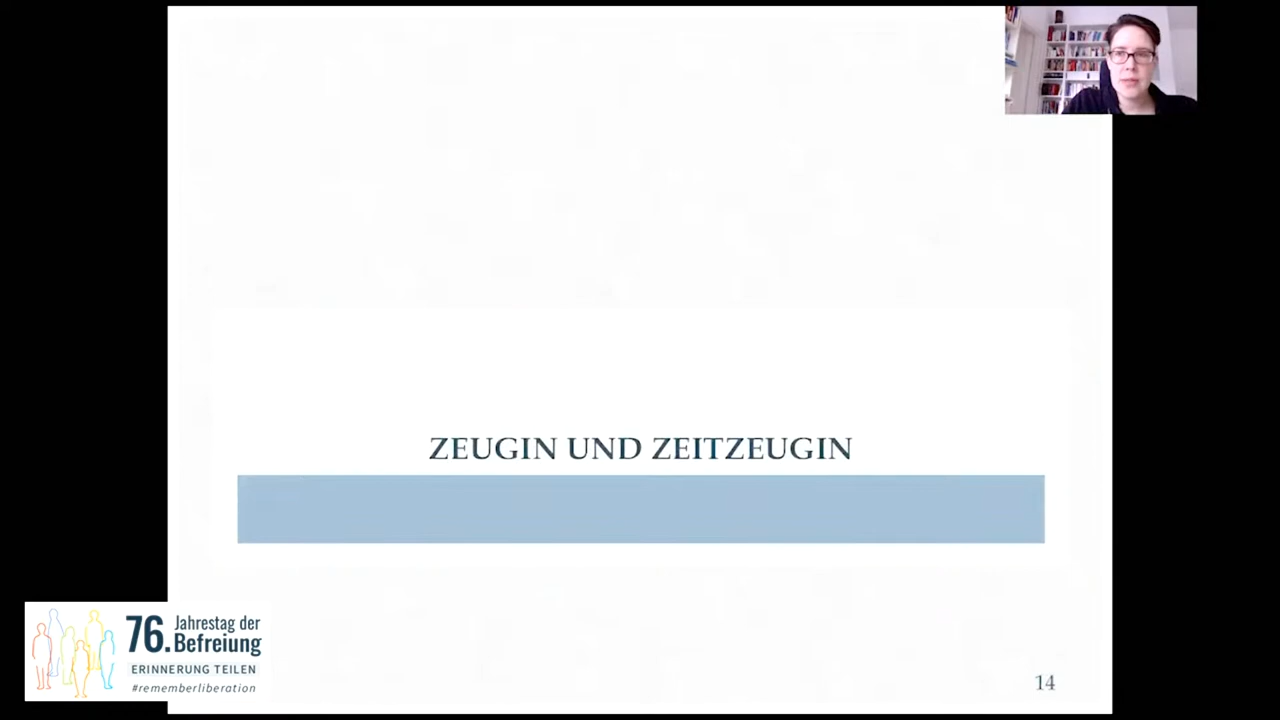 ZEUGIN UND ZEITZEUGIN
76. Jahrestag der
Befreiung
ERINNERUNG TEILEN
#rememberliberation
14